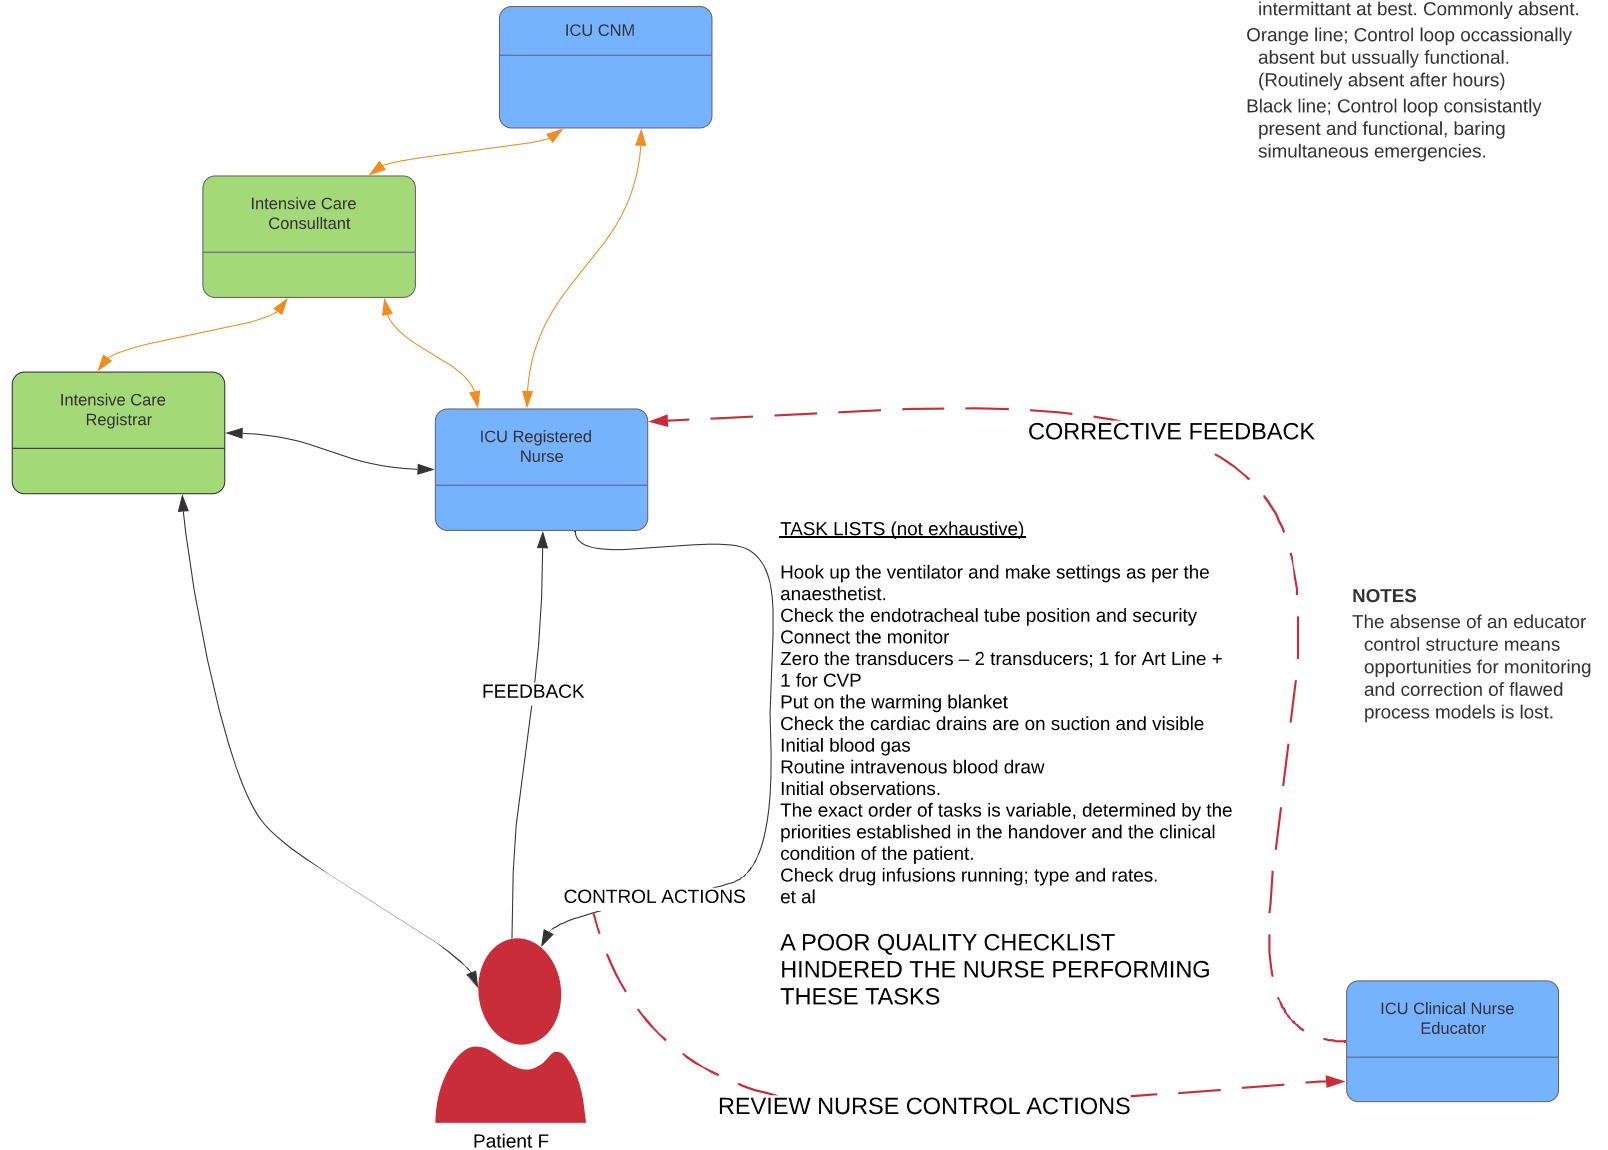 intermittant at best. Commonly absent.
Orange line; Control loop occassionally
absent but ussually functional.
(Routinely absent after hours)
Black line; Control loop consistantly
present and functional, baring
simultaneous emergencies.
ICU CNM
Intensive Care
Consulltant
Intensive Care
Registrar
ICU Registered
Nurse
CORRECTIVE FEEDBACK
TASK LISTS (not exhaustive)
Hook up the ventilator and make settings as per the
anaesthetist.
Check the endotracheal tube position and security
Connect the monitor
Zero the transducers – 2 transducers; 1 for Art Line +
1 for CVP
Put on the warming blanket
Check the cardiac drains are on suction and visible
Initial blood gas
Routine intravenous blood draw
Initial observations.
The exact order of tasks is variable, determined by the
priorities established in the handover and the clinical
condition of the patient.
Check drug infusions running; type and rates.
et al
A POOR QUALITY CHECKLIST
HINDERED THE NURSE PERFORMING
THESE TASKS
NOTES
The absense of an educator
control structure means
opportunities for monitoring
and correction of flawed
process models is lost.
FEEDBACK
CONTROL ACTIONS
ICU Clinical Nurse
Educator
REVIEW NURSE CONTROL ACTIONS
Patient F